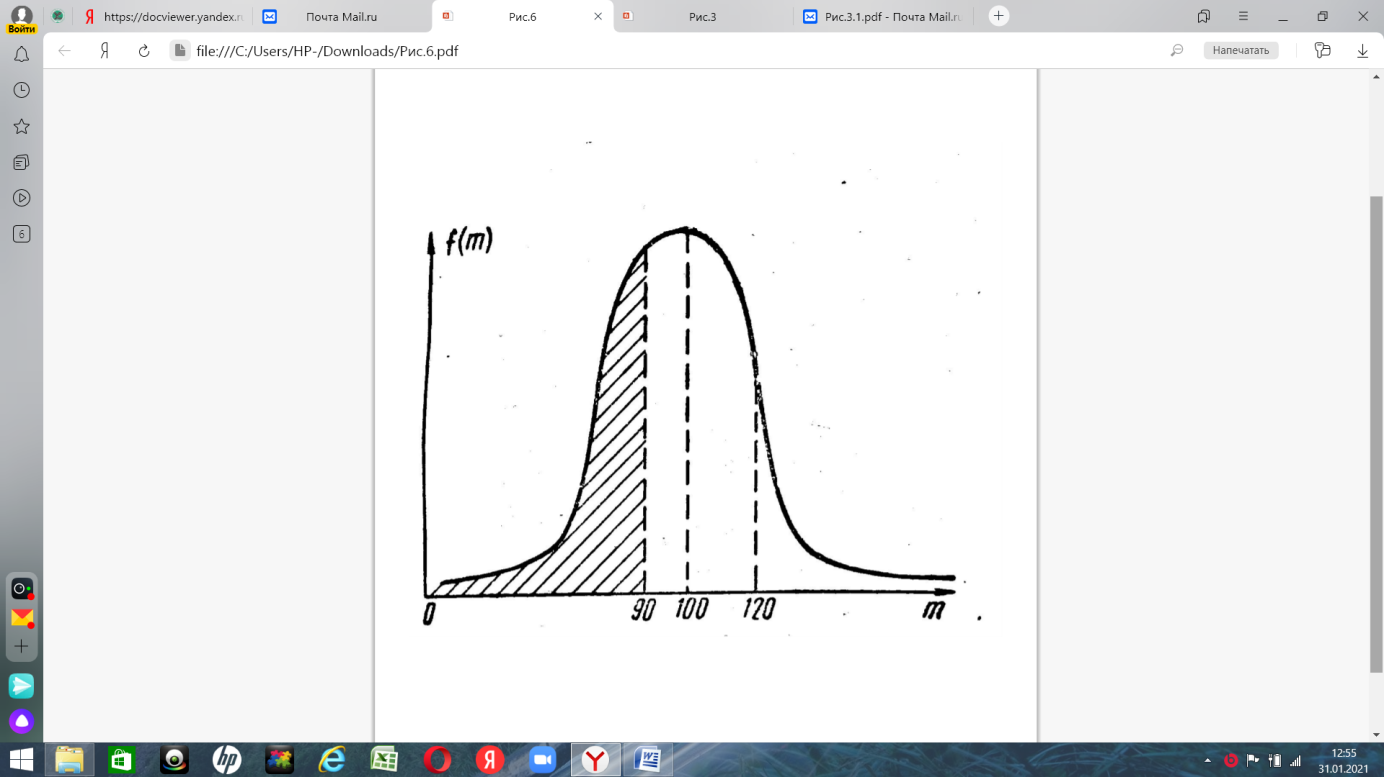 Войти
https://docviewer.yandex.r
Почта Mail.ru
Рис.6
Рис.3
Рис.3.1.pdf - Почта Mail.ru
file:///C:/Users/HP-/Downloads/Рис.6.pdf
Напечатать
6
f(m)
0
90
100
120
m
12:55
31.01.2021